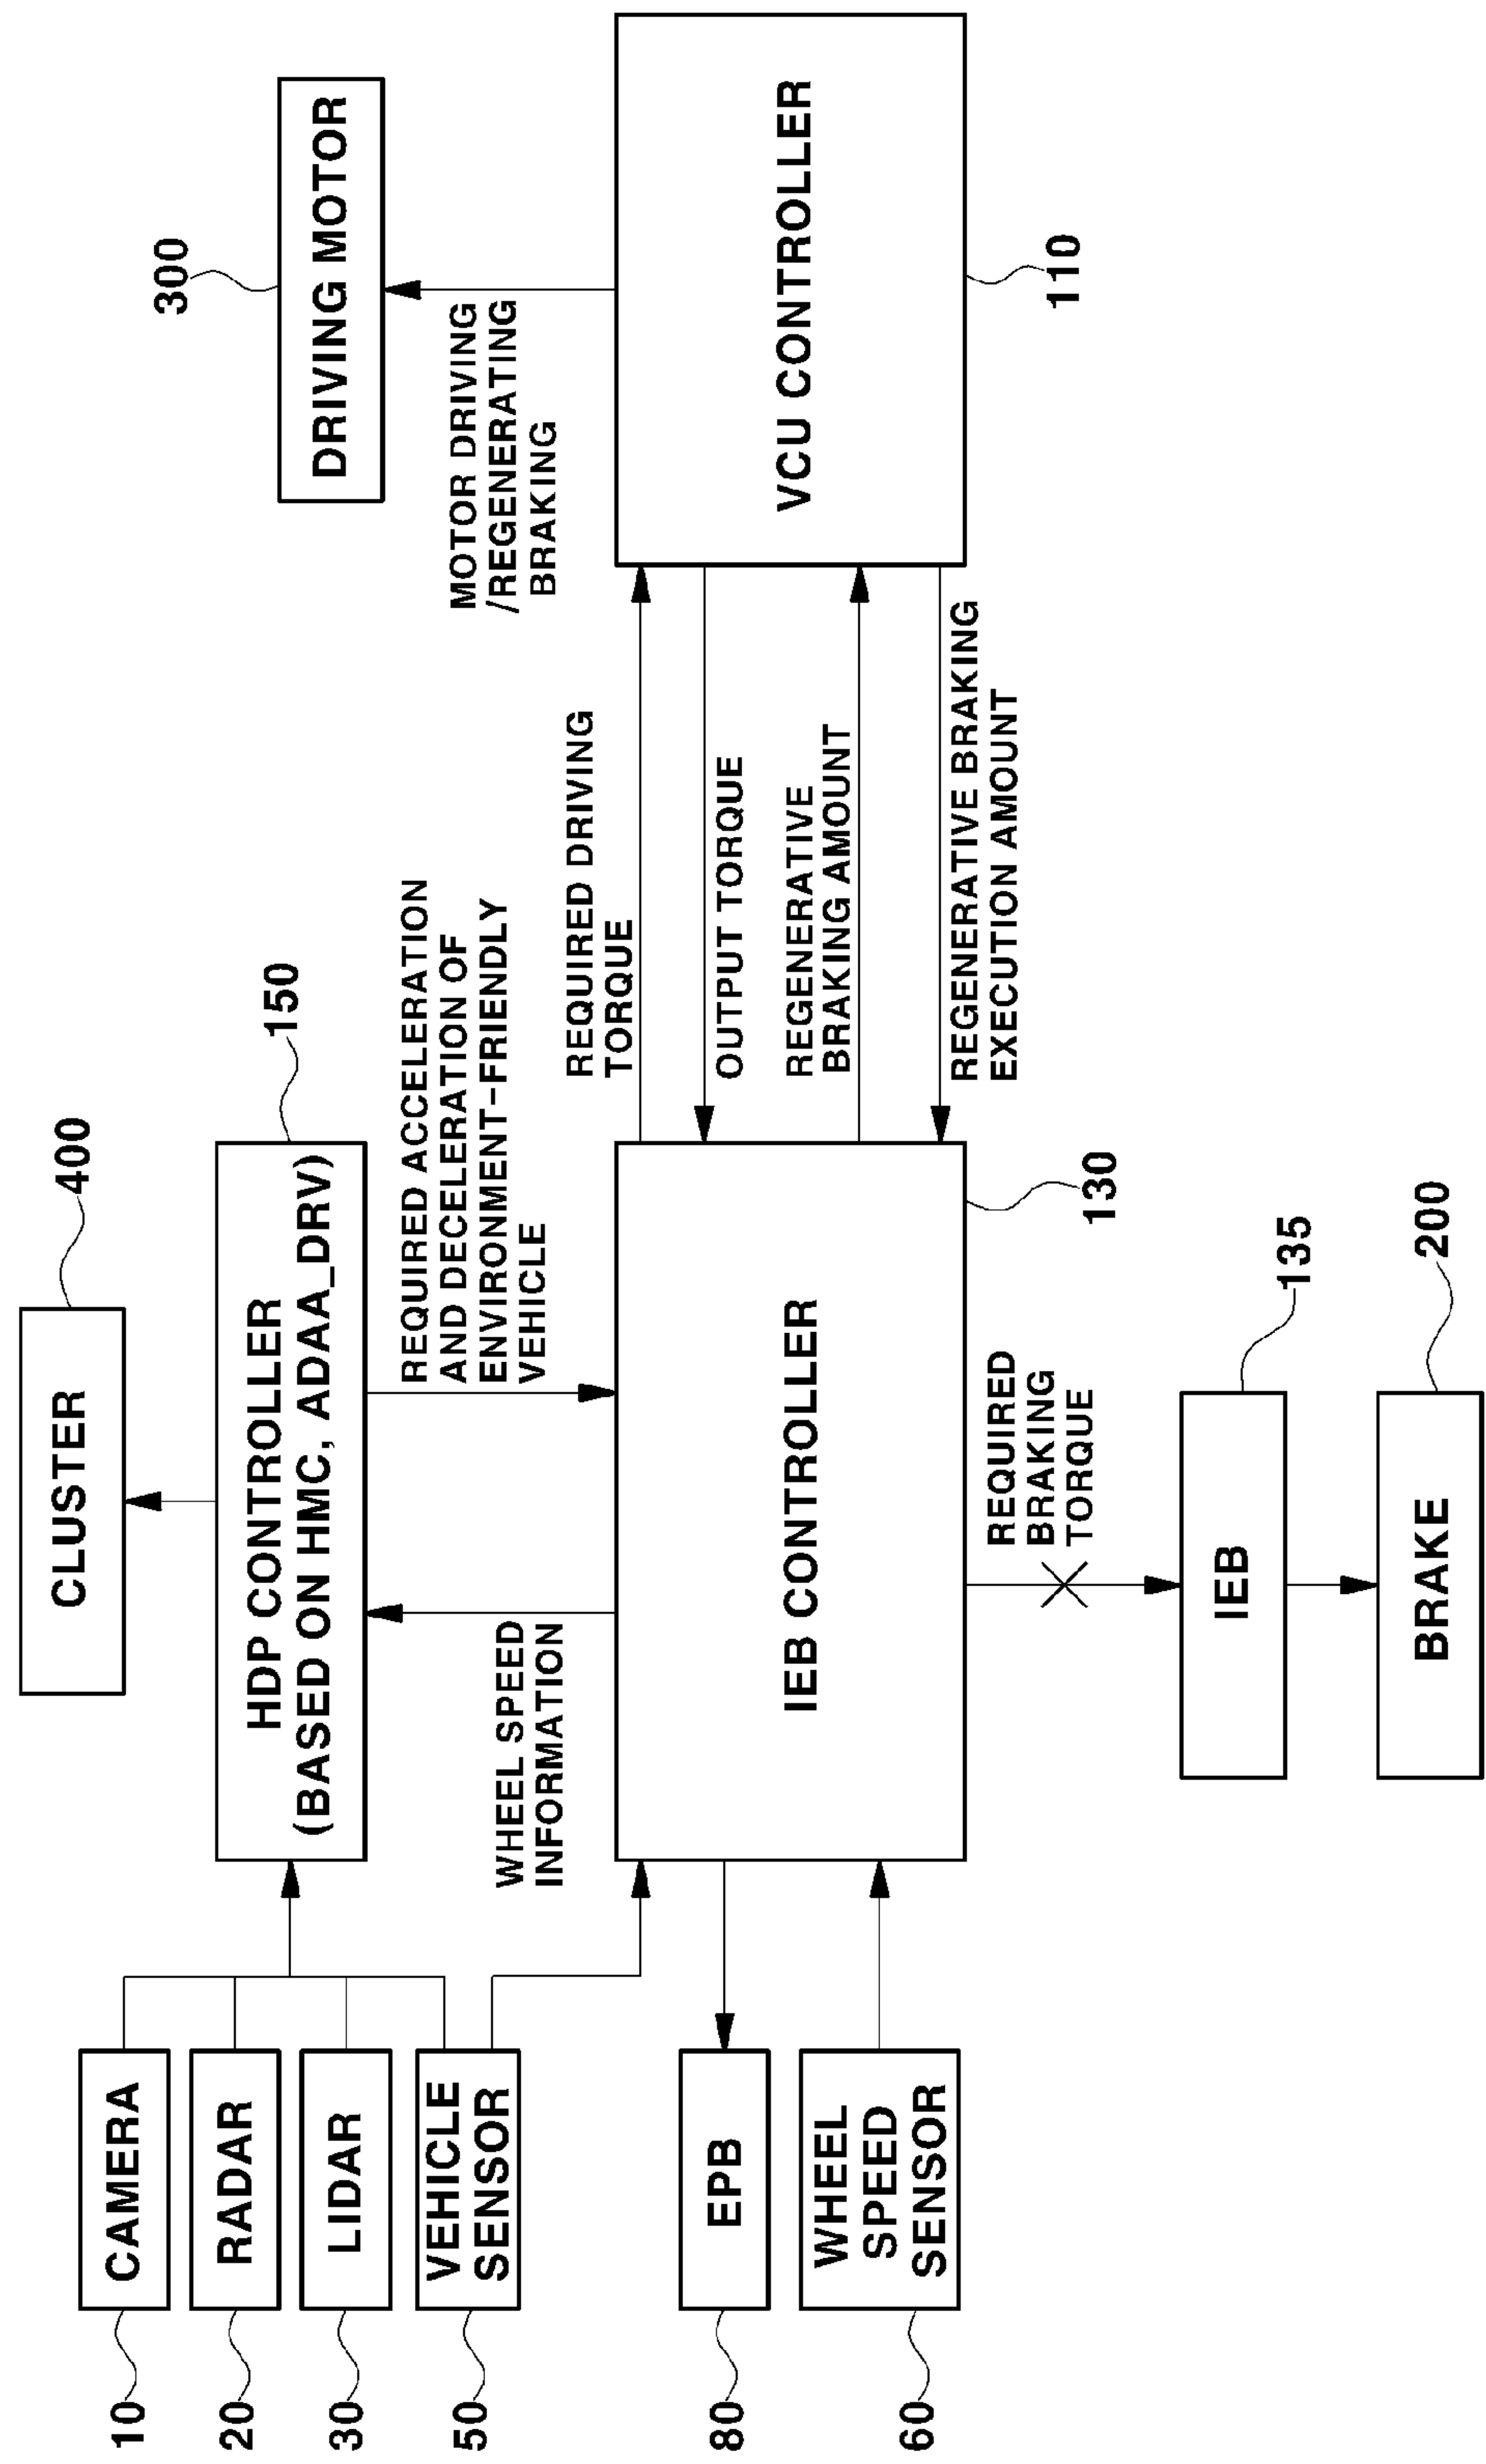 400
CLUSTER
150
HDP CONTROLLER
(BASED ON HMC, ADAA_DRV)
300
DRIVING MOTOR
10
CAMERA
20
RADAR
30
LIDAR
50
VEHICLE
SENSOR
WHEEL SPEED
INFORMATION
REQUIRED ACCELERATION
AND DECELERATION OF
ENVIRONMENT-FRIENDLY
VEHICLE
MOTOR DRIVING
/REGENERATING
BRAKING
80
EPB
60
WHEEL
SPEED
SENSOR
IEB CONTROLLER
130
REQUIRED DRIVING
TORQUE
OUTPUT TORQUE
REGENERATIVE
BRAKING AMOUNT
REGENERATIVE BRAKING
EXECUTION AMOUNT
VCU CONTROLLER
110
REQUIRED
BRAKING
TORQUE
IEB
135
BRAKE
200